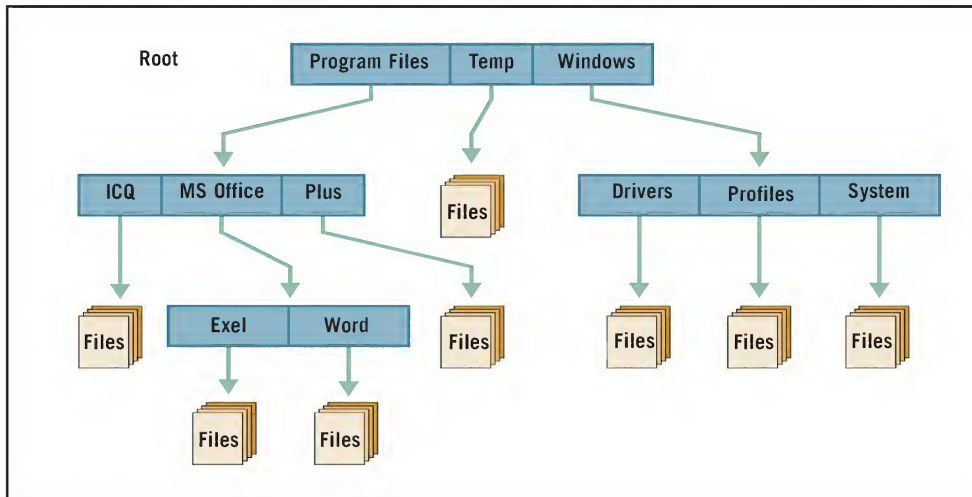 Root
Program Files Temp Windows
ICQ MS Office Plus
Files
Drivers Profiles System
Files
Exel Word
Files
Files
Files
Files
Files
Files